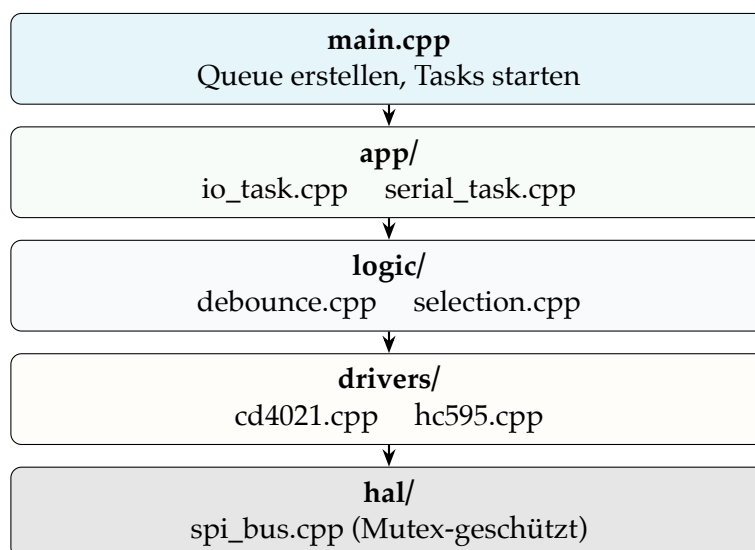 main.cpp
Queue erstellen, Tasks starten
app/
io_task.cpp serial_task.cpp
logic/
debounce.cpp selection.cpp
drivers/
cd4021.cpp hc595.cpp
hal/
spi_bus.cpp (Mutex-geschützt)